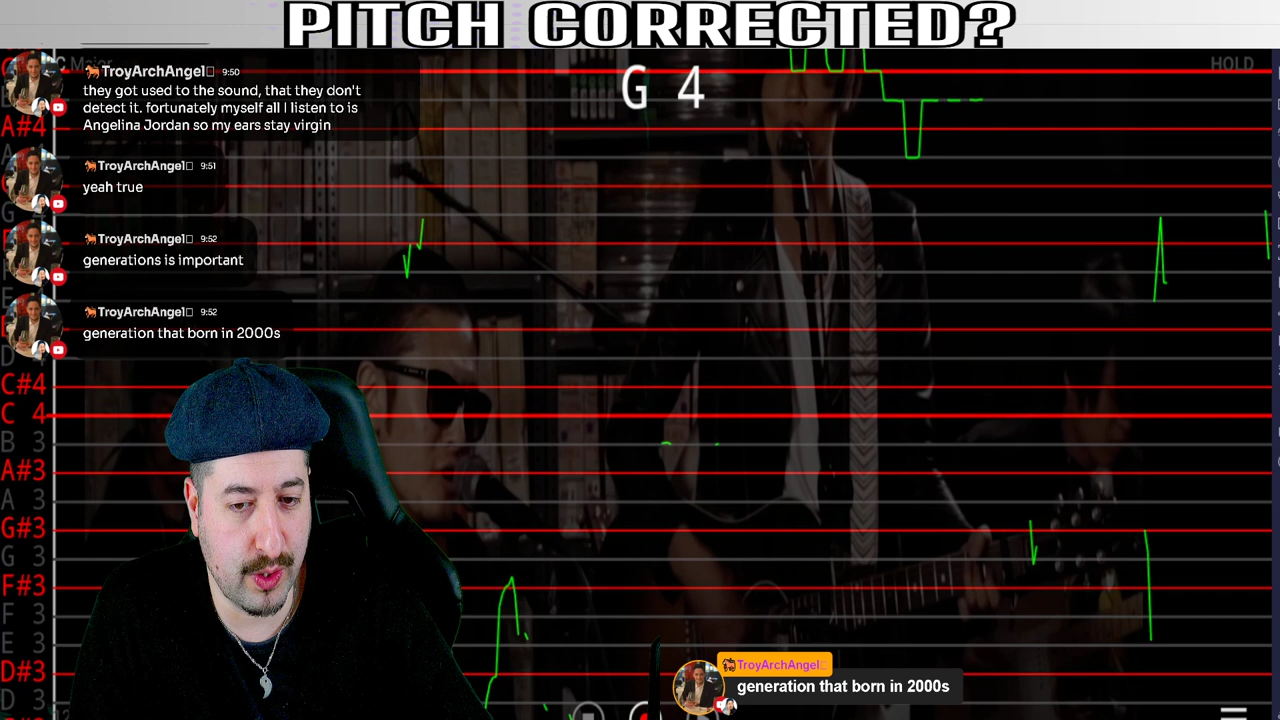 PITCH CORRECTED?
C Major
HOLD
G 4
TroyArchAngel 9:50
they got used to the sound, that they don't
detect it. fortunately myself all I listen to is
Angelina Jordan so my ears stay virgin
TroyArchAngel 9:51
yeah true
TroyArchAngel 9:52
generations is important
TroyArchAngel 9:52
generation that born in 2000s
A#4
C#4
C 4
B 3
A#3
A 3
G#3
G 3
F#3
F 3
E 3
D#3
D 3
TroyArchAngel
generation that born in 2000s